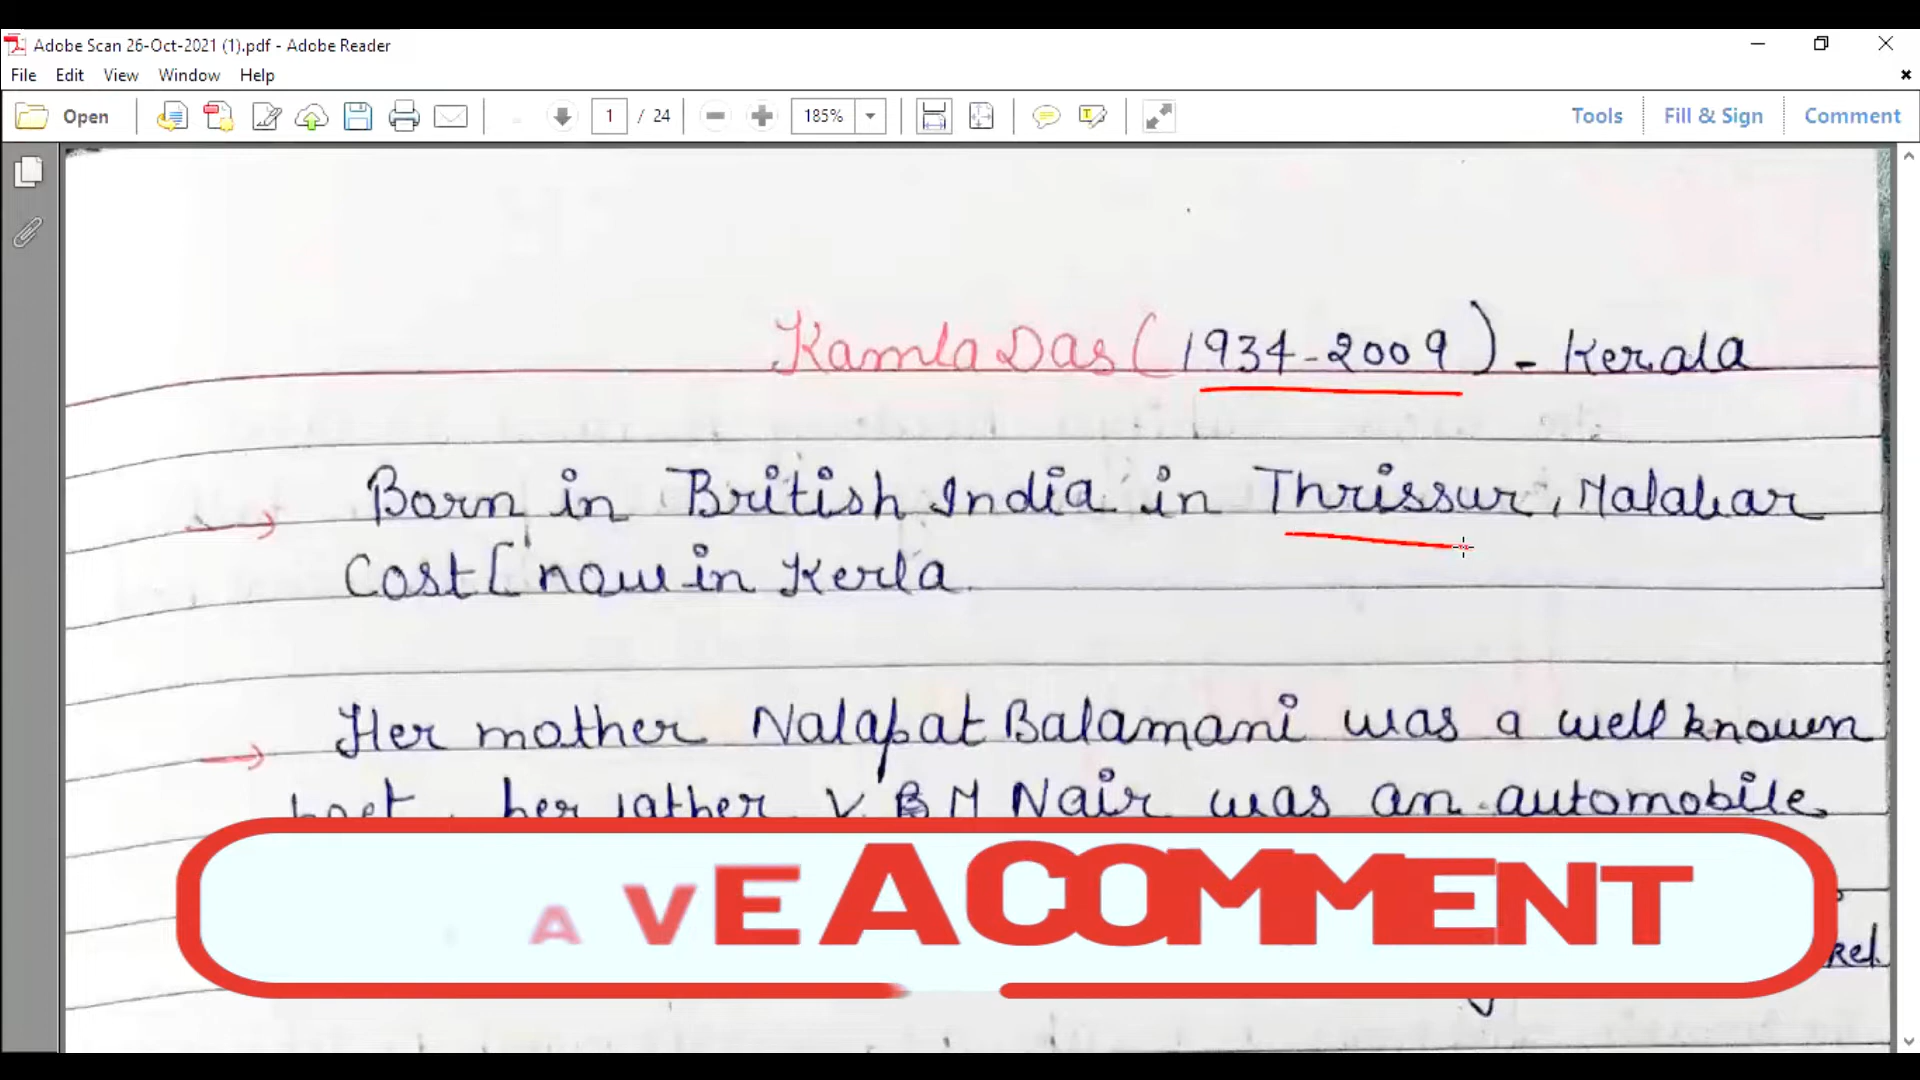 Adobe Scan 26-Oct-2021 (1).pdf - Adobe Reader
File Edit View Window Help
Open 1 / 24 185% Tools Fill & Sign Comment
Kamla Das (1934-2009) - Kerala
Born in British India in Thrissur, Malabar
Cost [now in Kerla.
Her mother Nalapat Balamani was a well known
poet, her father V B M Nair was an automobile
A VE A COMMENT